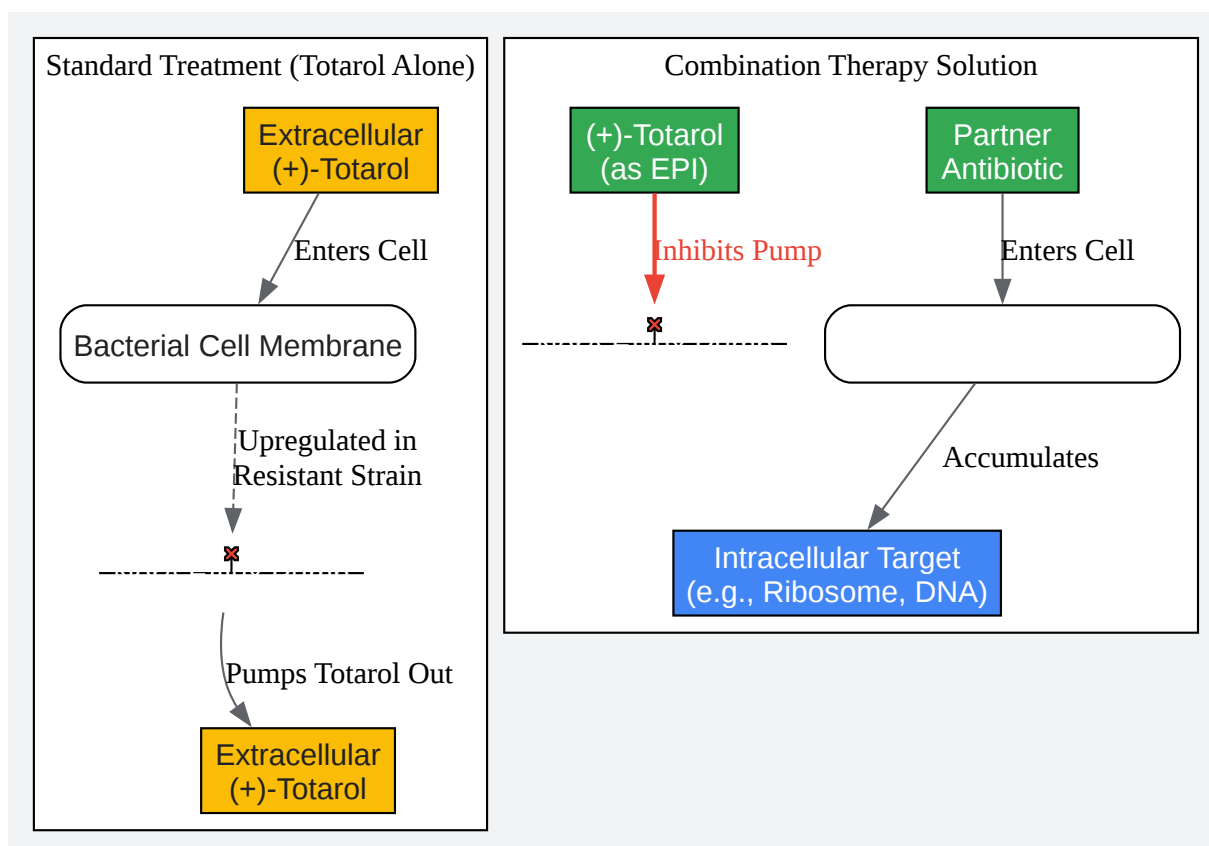 Standard Treatment (Totarol Alone)
Extracellular
(+)-Totarol
Enters Cell
Bacterial Cell Membrane
Upregulated in
Resistant Strain
Pumps Totarol Out
Extracellular
(+)-Totarol
Combination Therapy Solution
(+)-Totarol
(as EPI)
Inhibits Pump
Partner
Antibiotic
Enters Cell
Accumulates
Intracellular Target
(e.g., Ribosome, DNA)